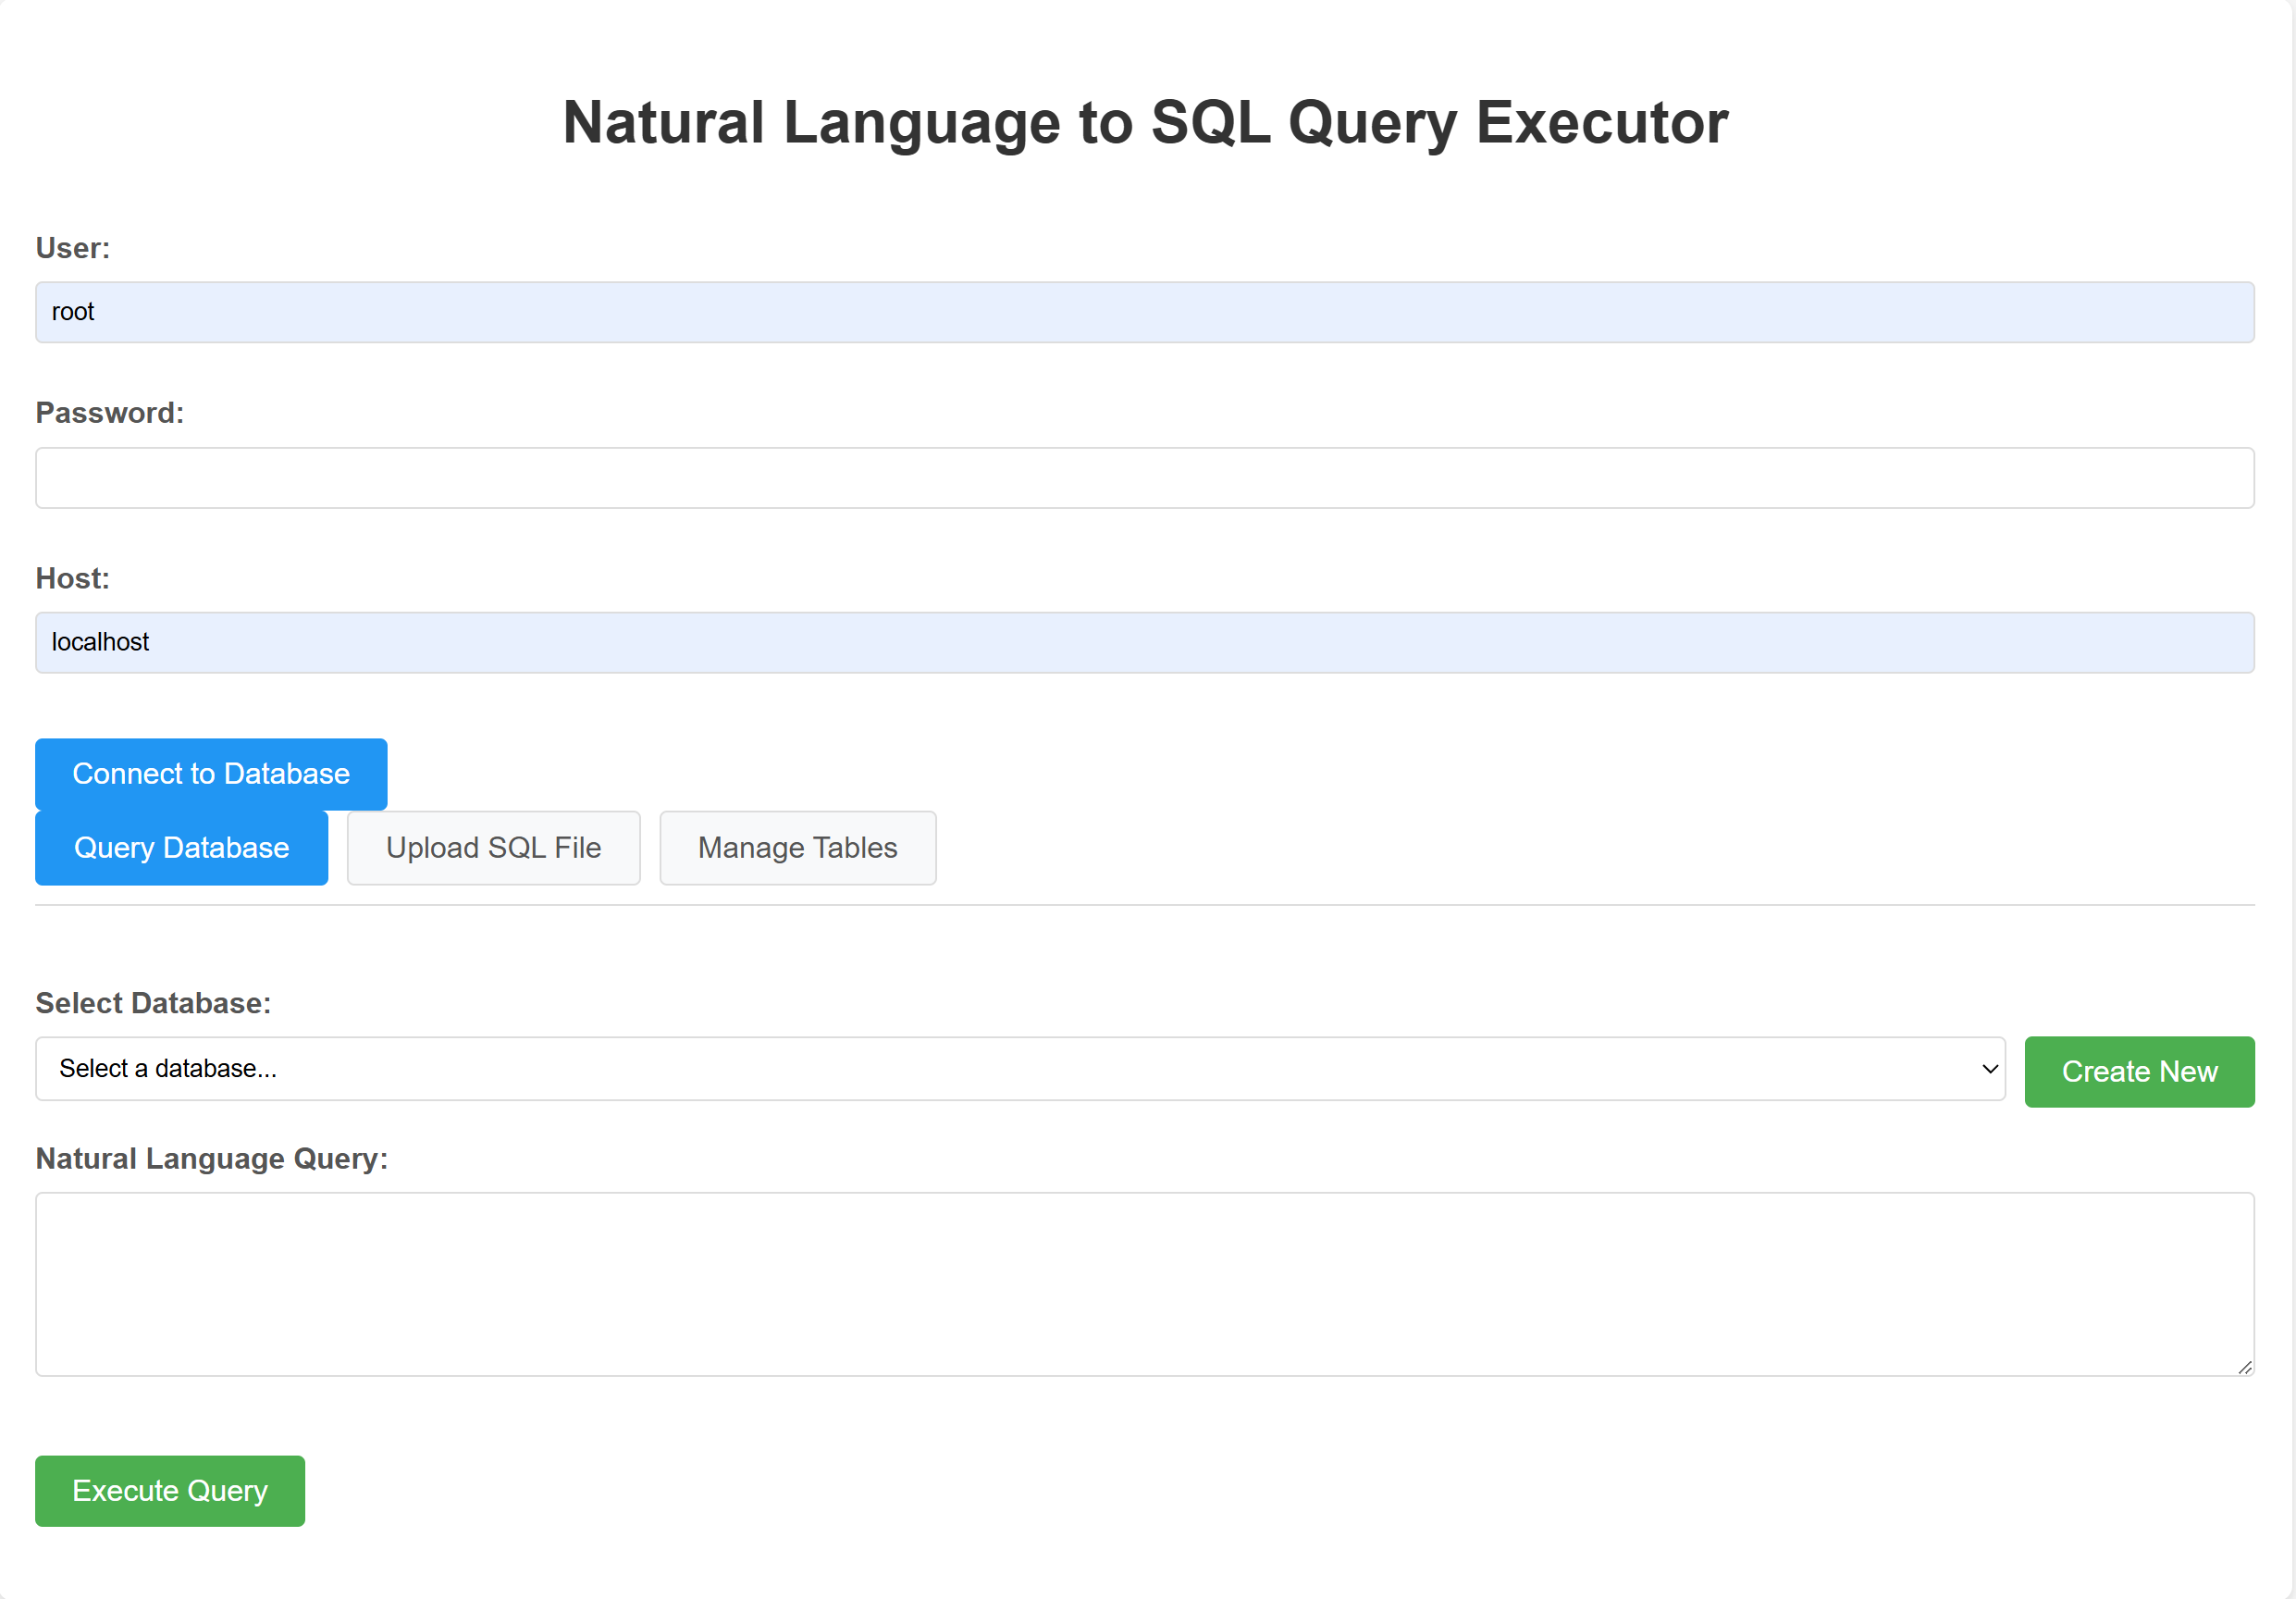 Natural Language to SQL Query Executor
User:
root
Password:
Host:
localhost
Connect to Database
Query Database Upload SQL File Manage Tables
Select Database:
Select a database... Create New
Natural Language Query:
Execute Query